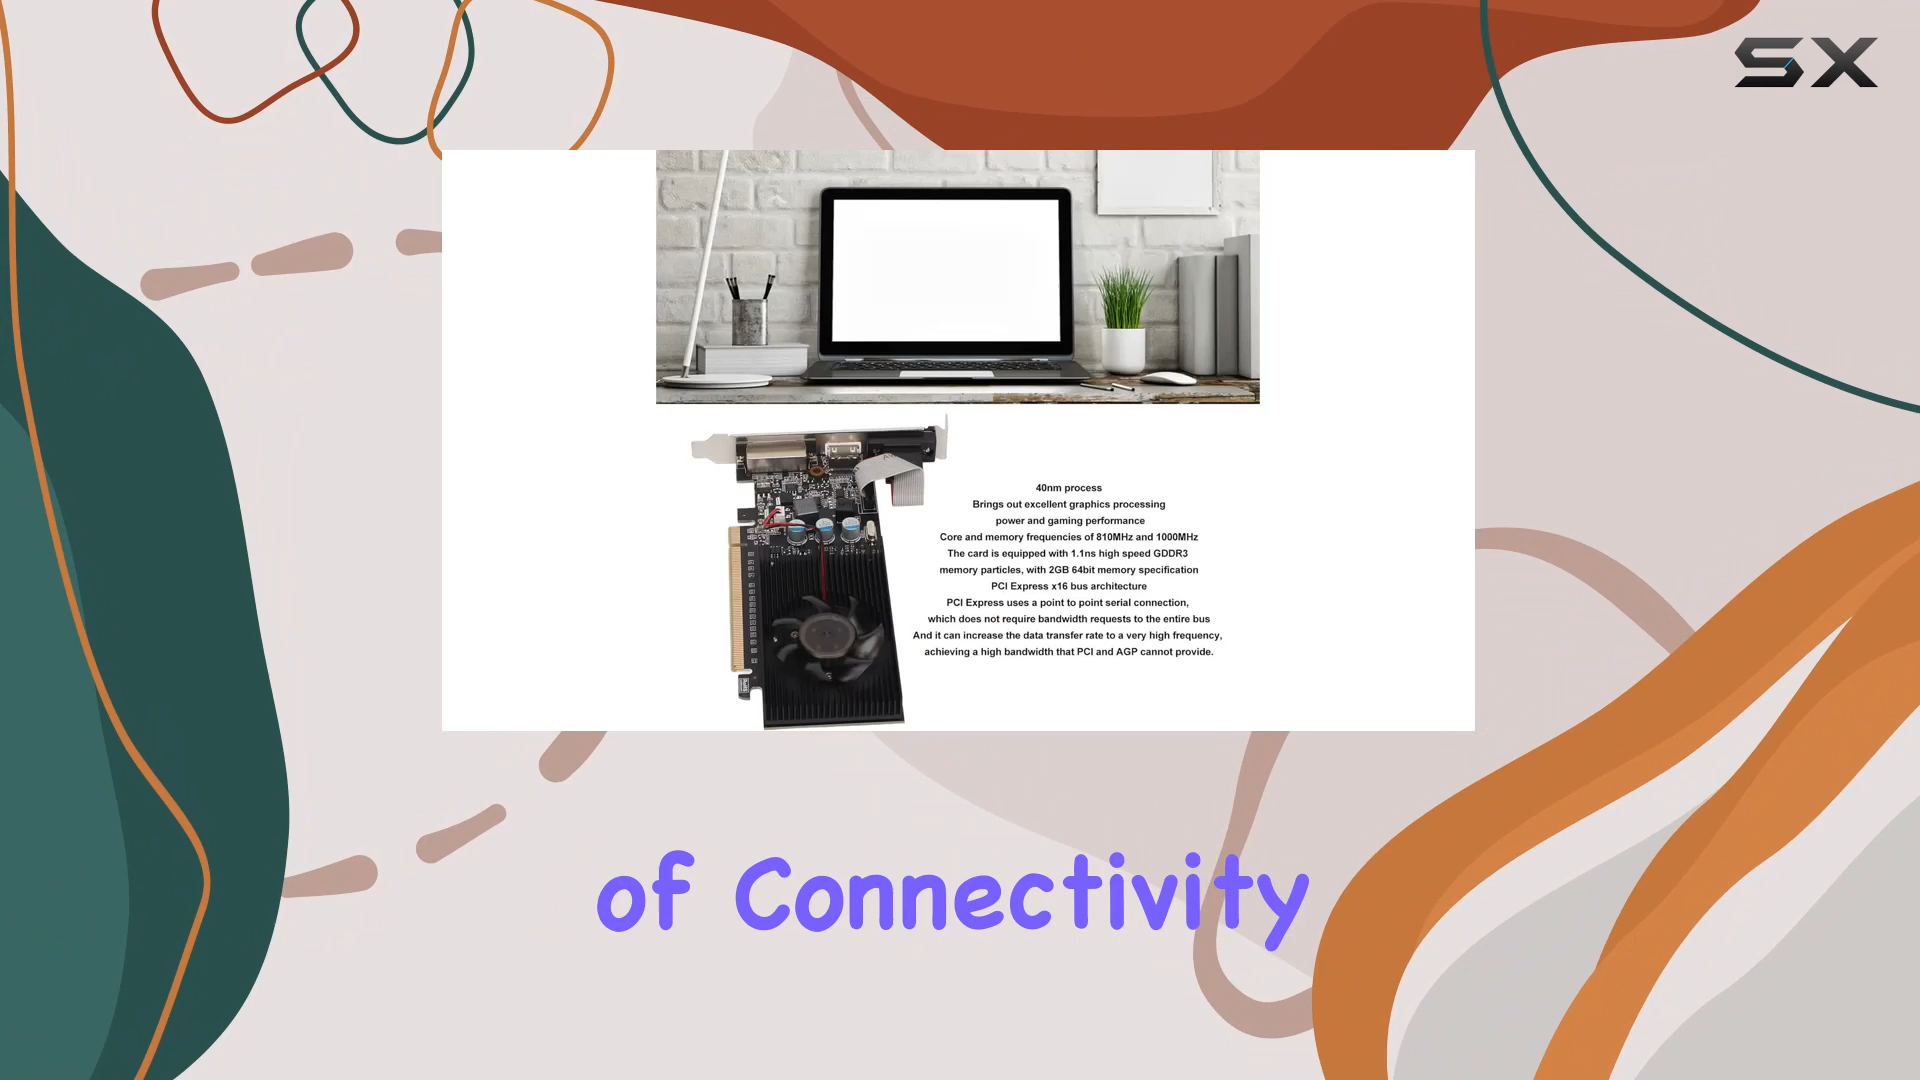 SX
40nm process
Brings out excellent graphics processing
power and gaming performance
Core and memory frequencies of 810MHz and 1000MHz
The card is equipped with 1.1ns high speed GDDR3
memory particles, with 2GB 64bit memory specification
PCI Express x16 bus architecture
PCI Express uses a point to point serial connection,
which does not require bandwidth requests to the entire bus
And it can increase the data transfer rate to a very high frequency,
achieving a high bandwidth that PCI and AGP cannot provide.
of Connectivity